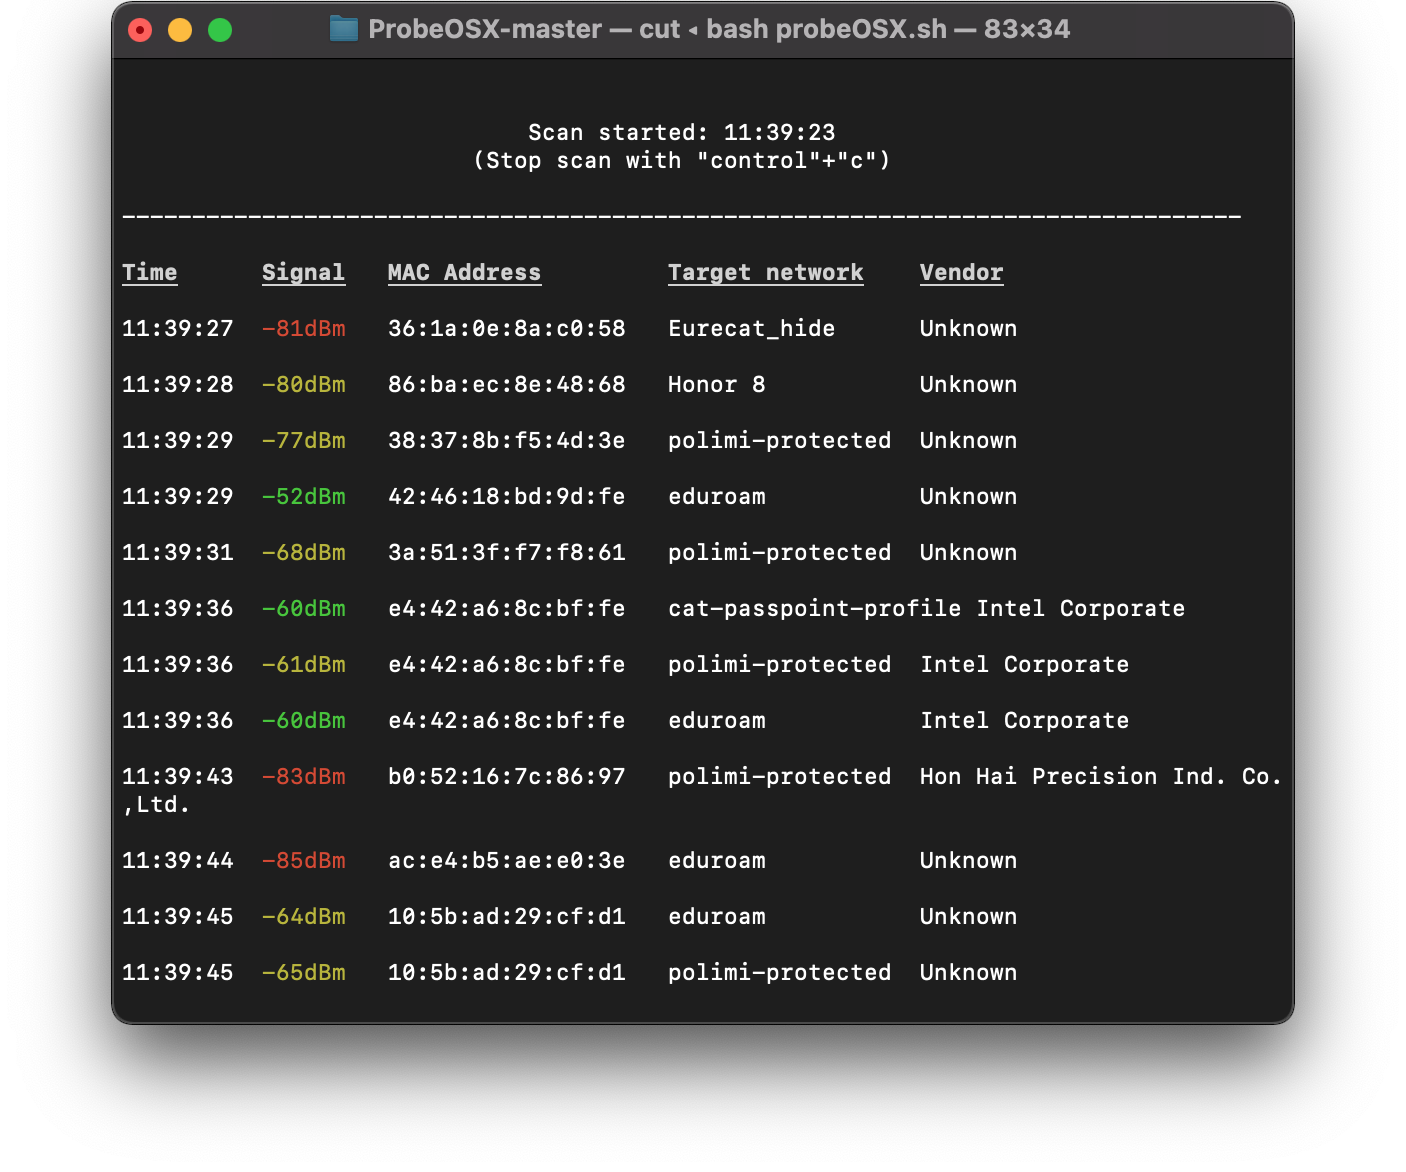 ProbeOSX-master — cut ◂ bash probeOSX.sh — 83×34
Scan started: 11:39:23
(Stop scan with "control"+"c")
--------------------------------------------------------------------------------
Time Signal MAC Address Target network Vendor
11:39:27 -81dBm 36:1a:0e:8a:c0:58 Eurecat_hide Unknown
11:39:28 -80dBm 86:ba:ec:8e:48:68 Honor 8 Unknown
11:39:29 -77dBm 38:37:8b:f5:4d:3e polimi-protected Unknown
11:39:29 -52dBm 42:46:18:bd:9d:fe eduroam Unknown
11:39:31 -68dBm 3a:51:3f:f7:f8:61 polimi-protected Unknown
11:39:36 -60dBm e4:42:a6:8c:bf:fe cat-passpoint-profile Intel Corporate
11:39:36 -61dBm e4:42:a6:8c:bf:fe polimi-protected Intel Corporate
11:39:36 -60dBm e4:42:a6:8c:bf:fe eduroam Intel Corporate
11:39:43 -83dBm b0:52:16:7c:86:97 polimi-protected Hon Hai Precision Ind. Co.
,Ltd.
11:39:44 -85dBm ac:e4:b5:ae:e0:3e eduroam Unknown
11:39:45 -64dBm 10:5b:ad:29:cf:d1 eduroam Unknown
11:39:45 -65dBm 10:5b:ad:29:cf:d1 polimi-protected Unknown